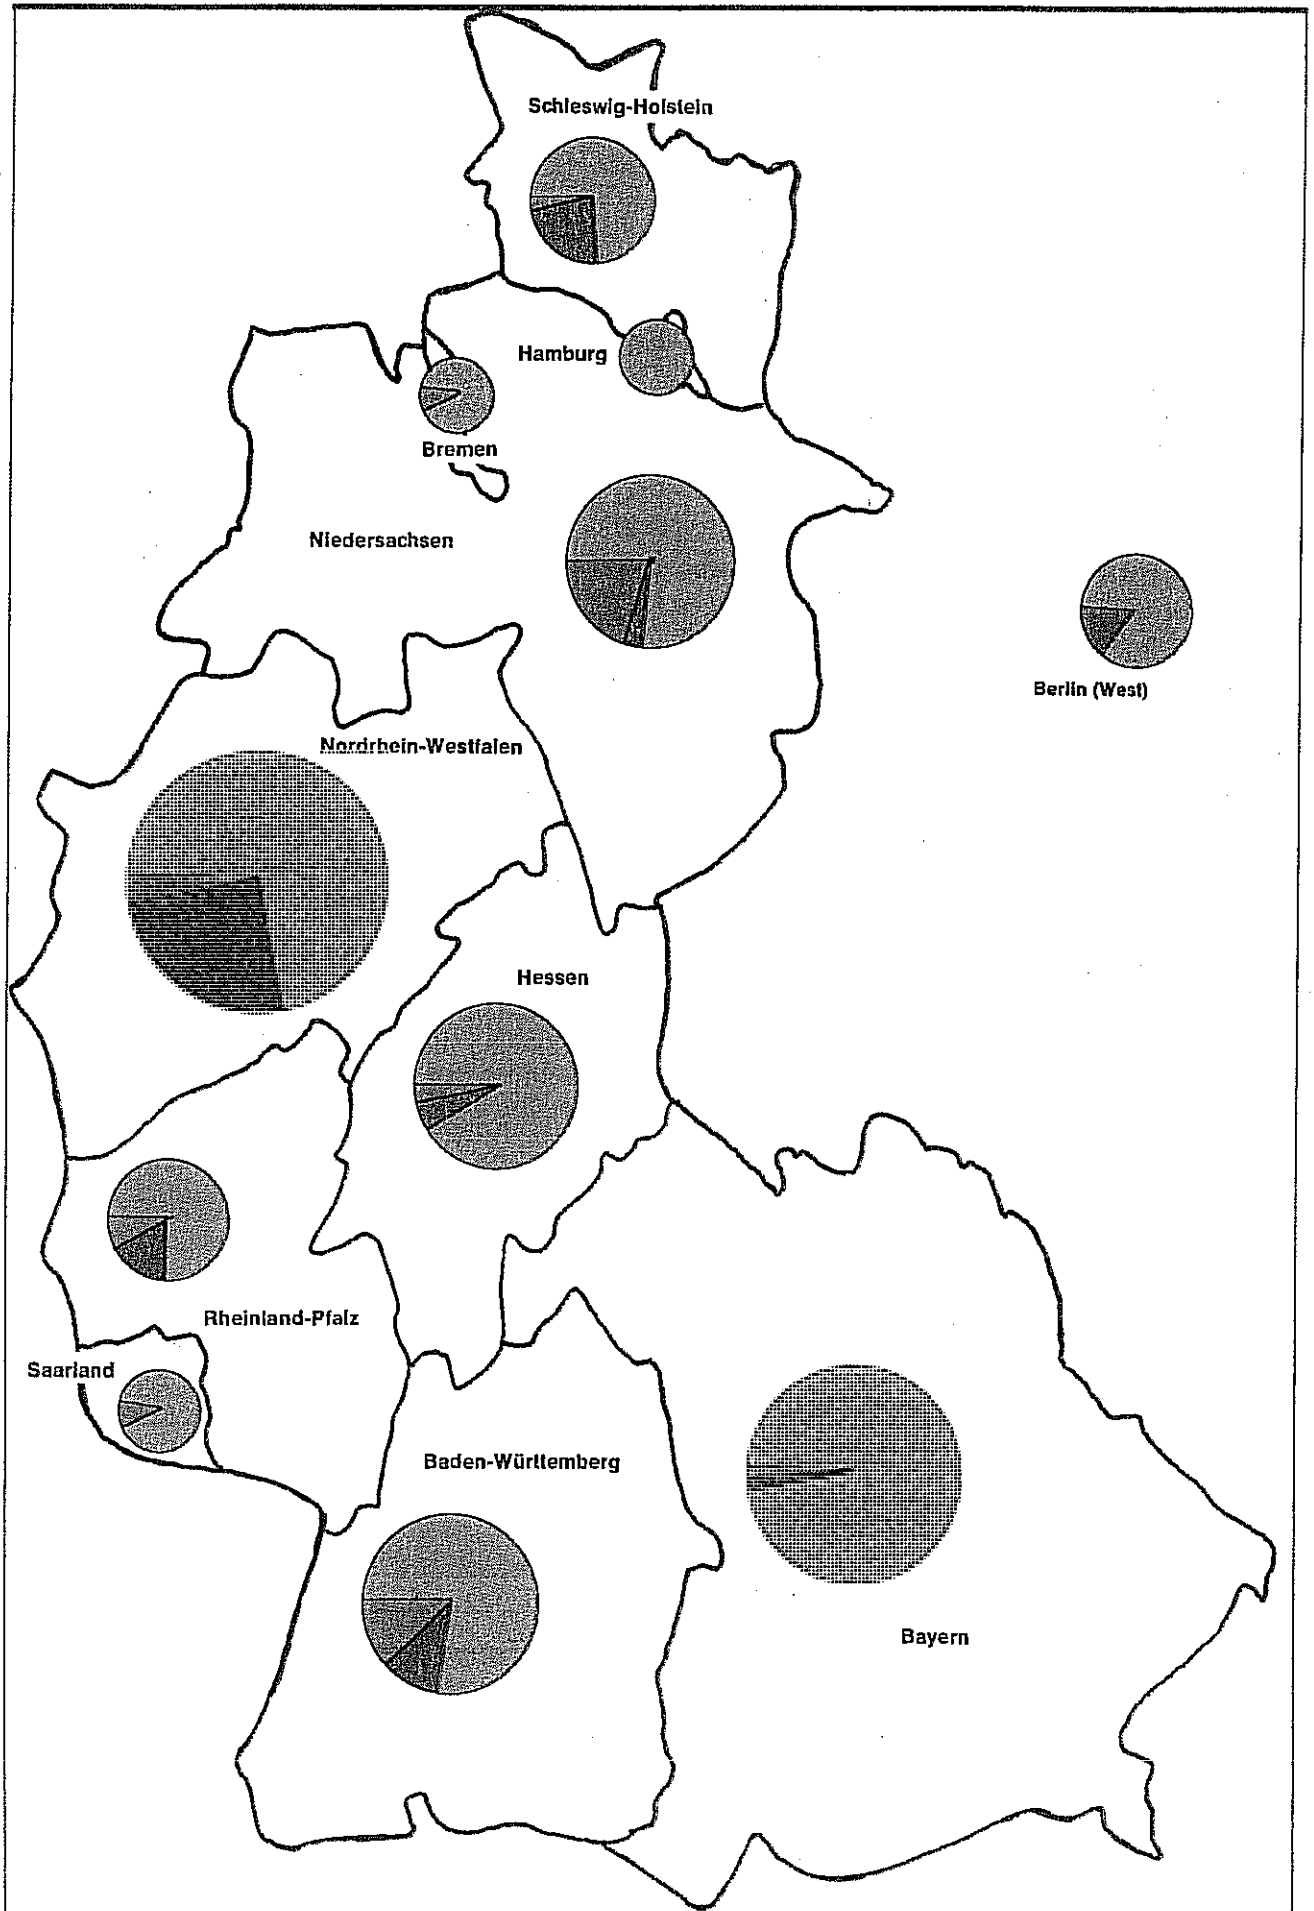 Schleswig-Holstein
Hamburg
Bremen
Niedersachsen
Berlin (West)
Nordrhein-Westfalen
Hessen
Rheinland-Pfalz
Saarland
Baden-Württemberg
Bayern